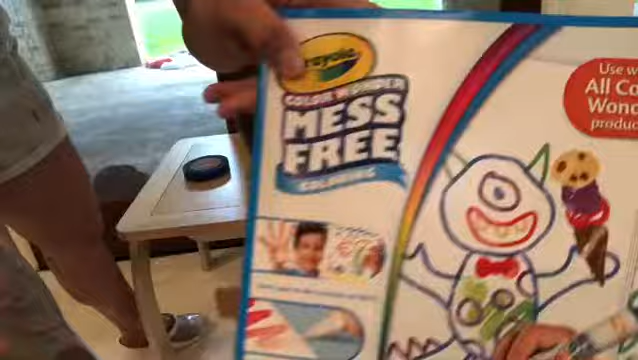 Crayola
COLOR WONDER
MESS
FREE
COLORING
Use w
All Co
Wond
produc